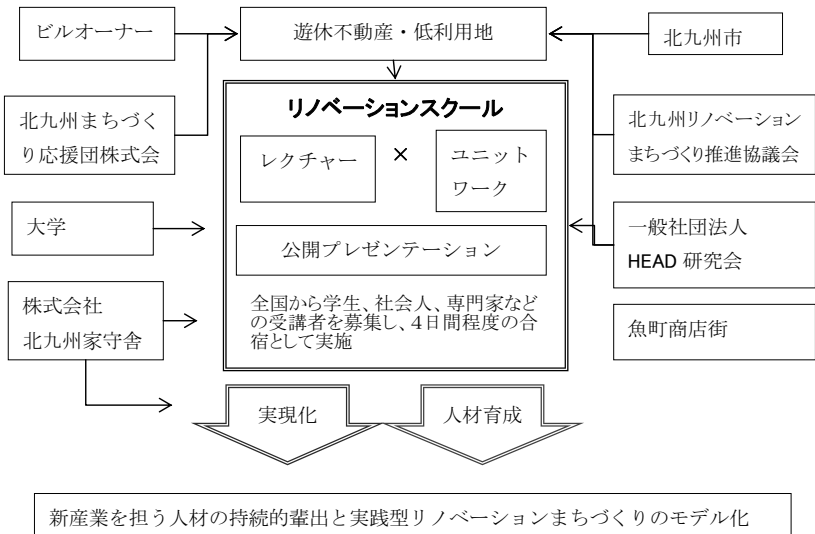 ビルオーナー
遊休不動産・低利用地
北九州市
リノベーションスクール
北九州まちづく
り応援団株式会
北九州リノベーション
まちづくり推進協議会
レクチャー
×
ユニット
ワーク
大学
公開プレゼンテーション
一般社団法人
HEAD 研究会
株式会社
北九州家守舎
全国から学生、社会人、専門家など
の受講者を募集し、4日間程度の合
宿として実施
魚町商店街
実現化
人材育成
新産業を担う人材の持続的輩出と実践型リノベーションまちづくりのモデル化